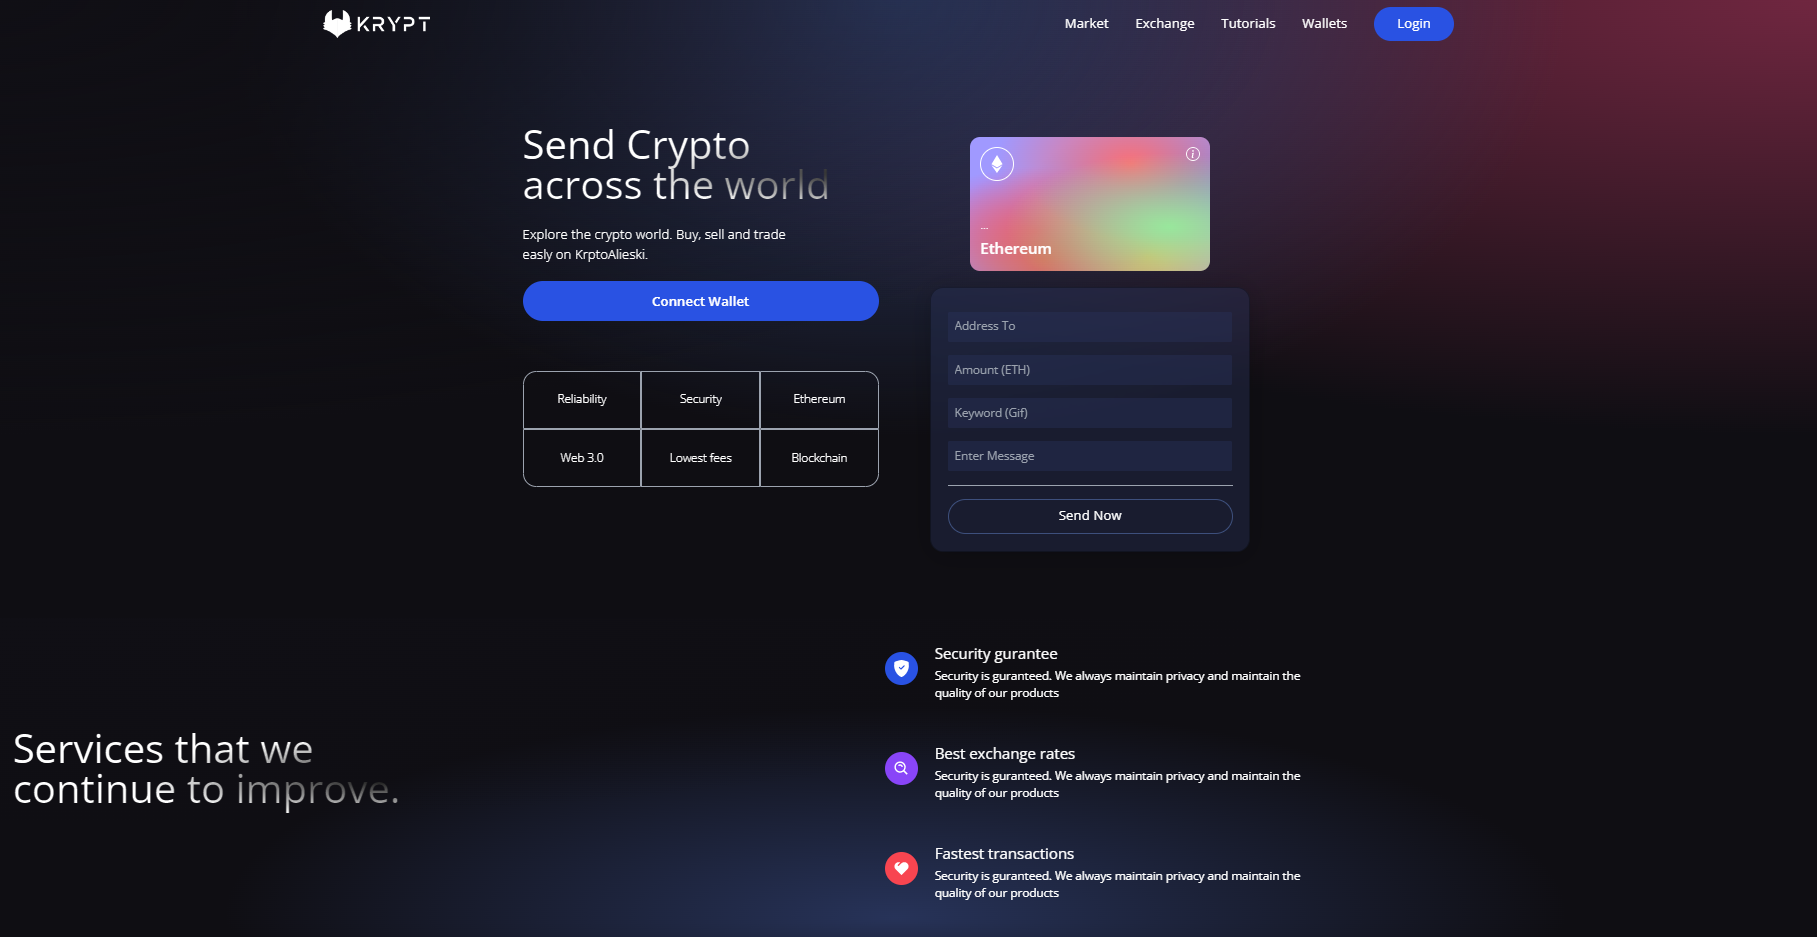 KRYPT
Market
Exchange
Tutorials
Wallets
Login
Send Crypto
across the world
Explore the crypto world. Buy, sell and trade
easly on KrptoAlieski.
Connect Wallet
Reliability
Security
Ethereum
Web 3.0
Lowest fees
Blockchain
i
...
Ethereum
Address To
Amount (ETH)
Keyword (Gif)
Enter Message
Send Now
Services that we
continue to improve.
Security gurantee
Security is guranteed. We always maintain privacy and maintain the
quality of our products
Best exchange rates
Security is guranteed. We always maintain privacy and maintain the
quality of our products
Fastest transactions
Security is guranteed. We always maintain privacy and maintain the
quality of our products